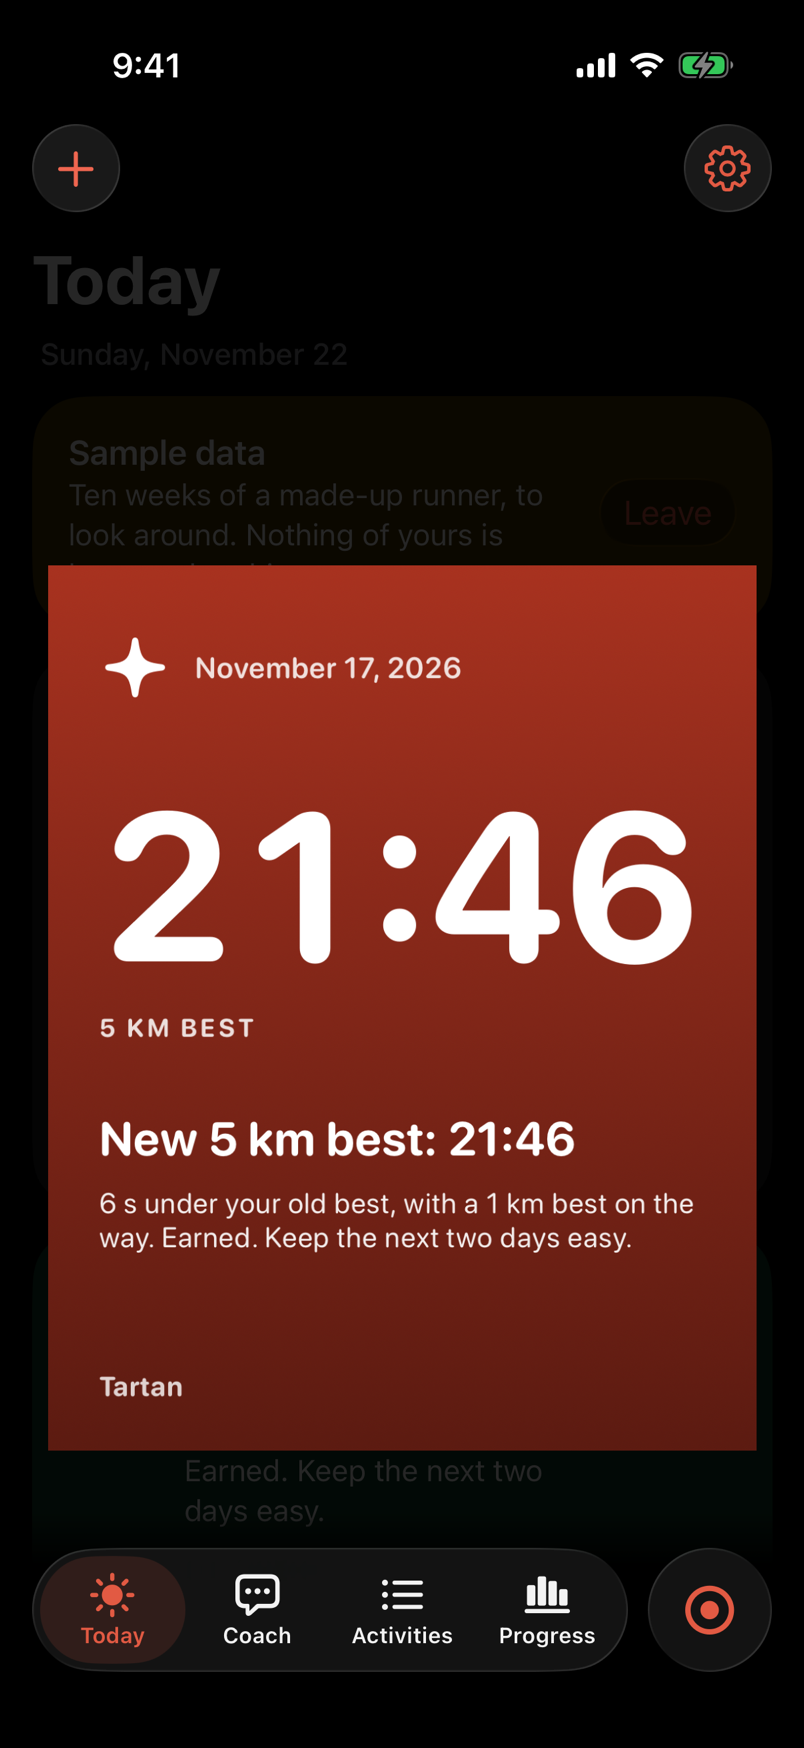 9:41
Today
Sunday, November 22
Sample data
Ten weeks of a made-up runner, to
look around. Nothing of yours is
Leave
November 17, 2026
21:46
5 KM BEST
New 5 km best: 21:46
6 s under your old best, with a 1 km best on the
way. Earned. Keep the next two days easy.
Tartan
Earned. Keep the next two
days easy.
Today
Coach
Activities
Progress